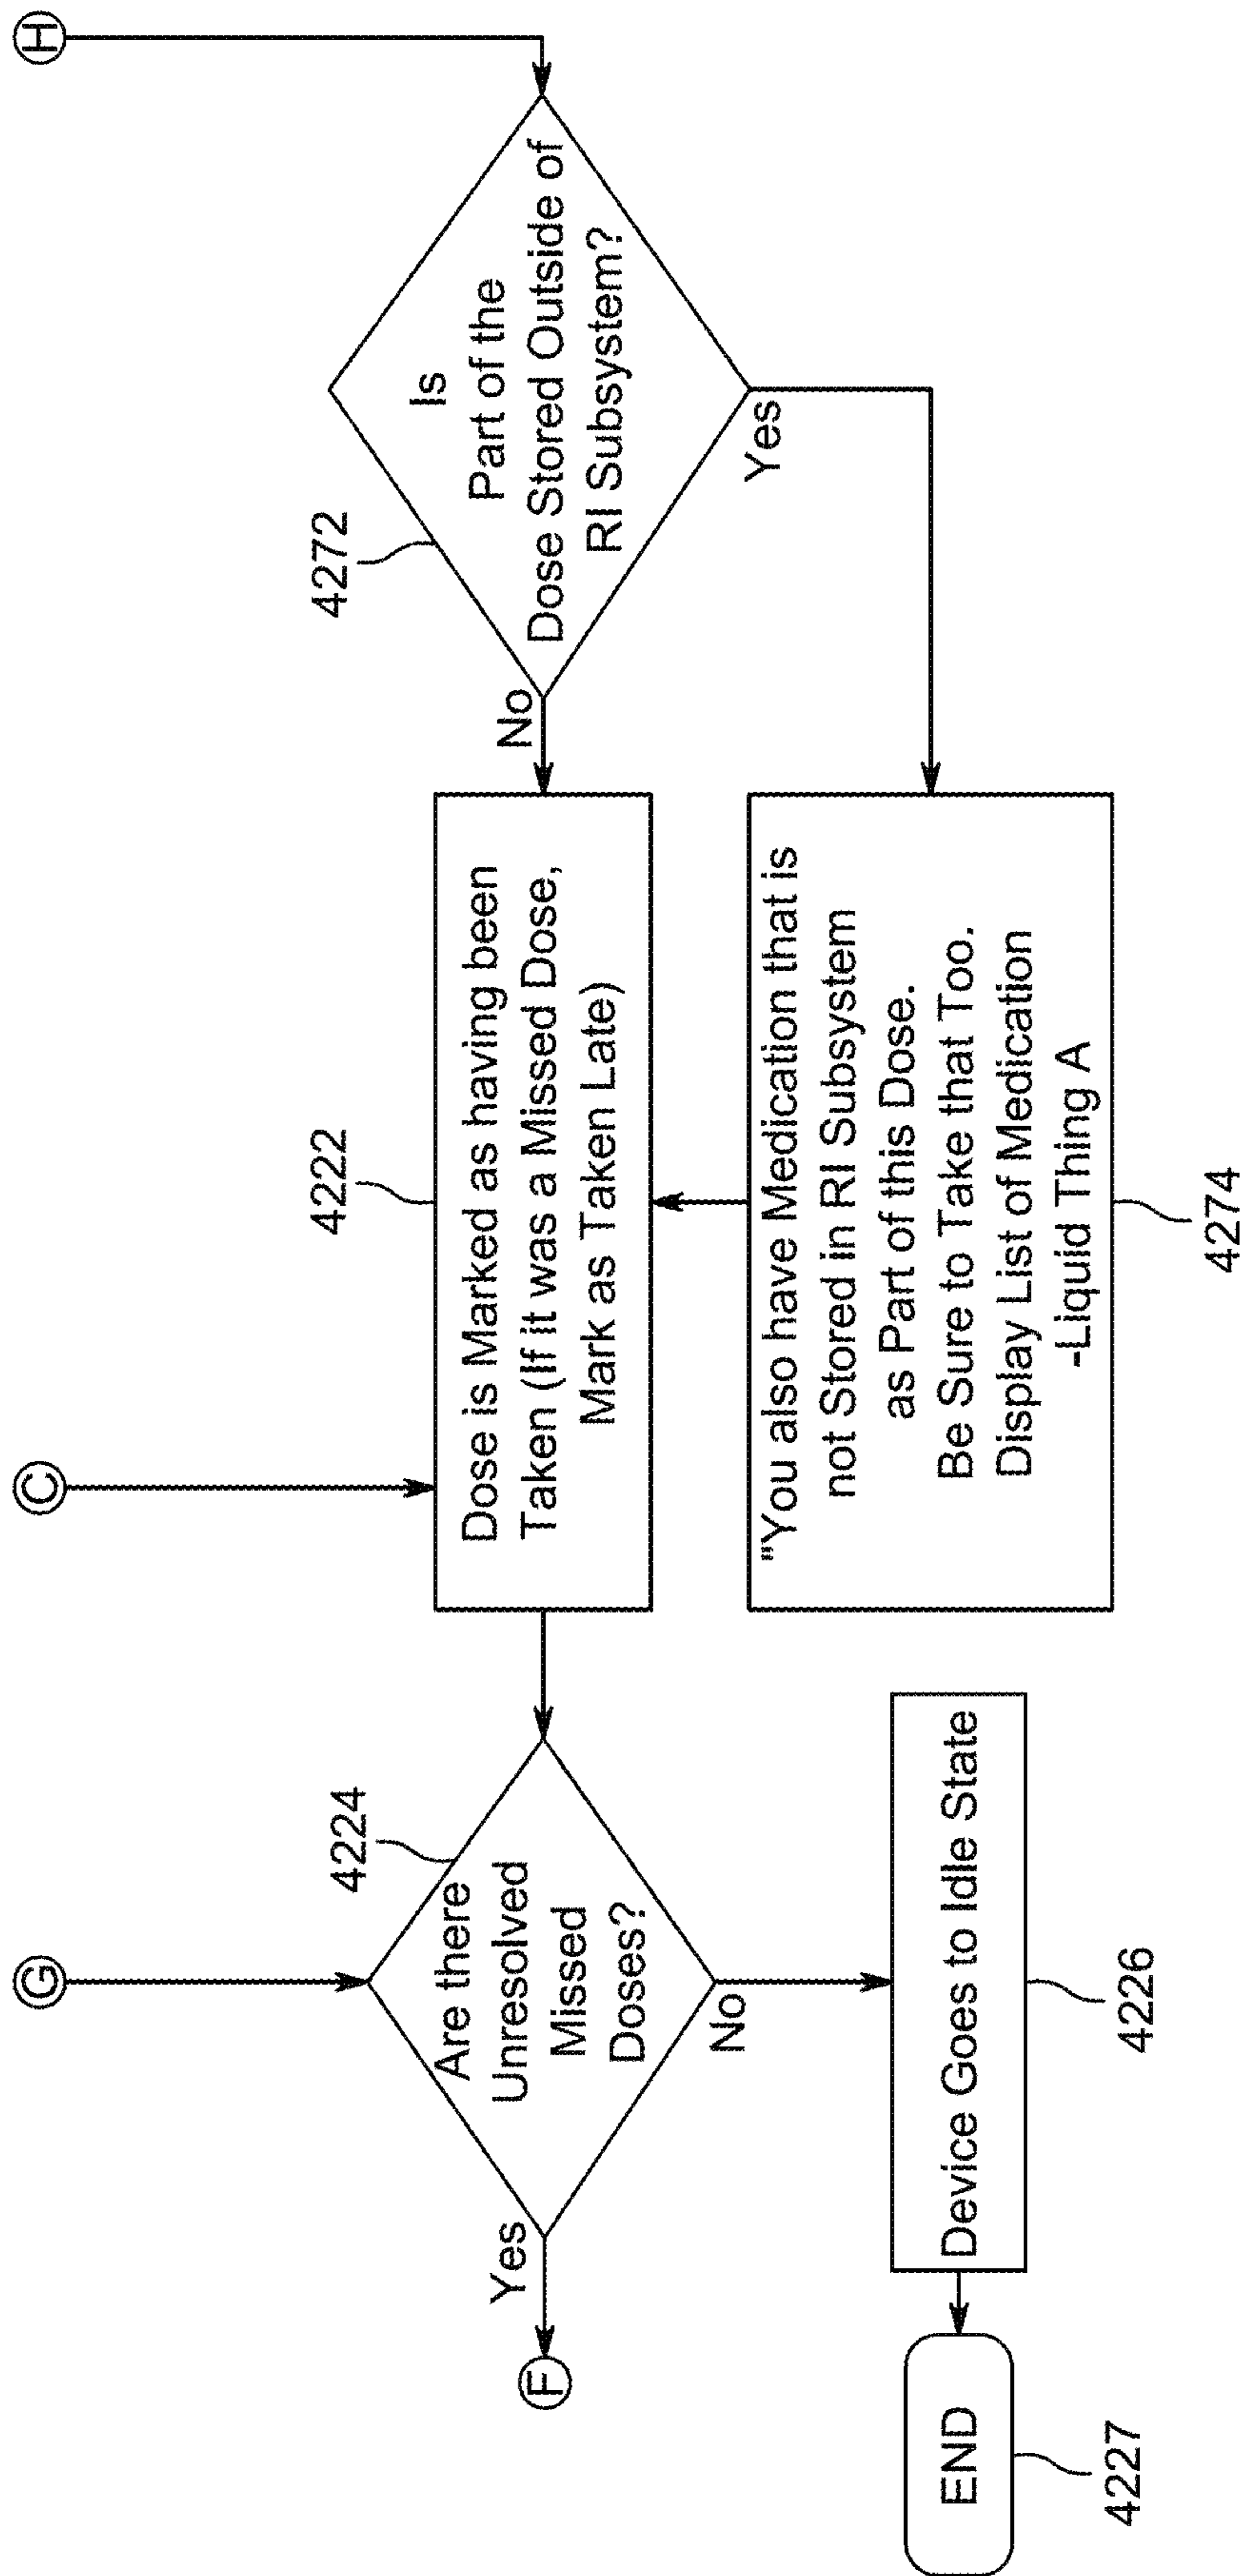 H
Is
Part of the
Dose Stored Outside of
RI Subsystem?
4272
No
Yes
C
4222
Dose is Marked as having been
Taken (If it was a Missed Dose,
Mark as Taken Late)
"You also have Medication that is
not Stored in RI Subsystem
as Part of this Dose.
Be Sure to Take that Too.
Display List of Medication
-Liquid Thing A
4274
G
4224
Are there
Unresolved
Missed
Doses?
Yes
No
F
Device Goes to Idle State
4226
END
4227